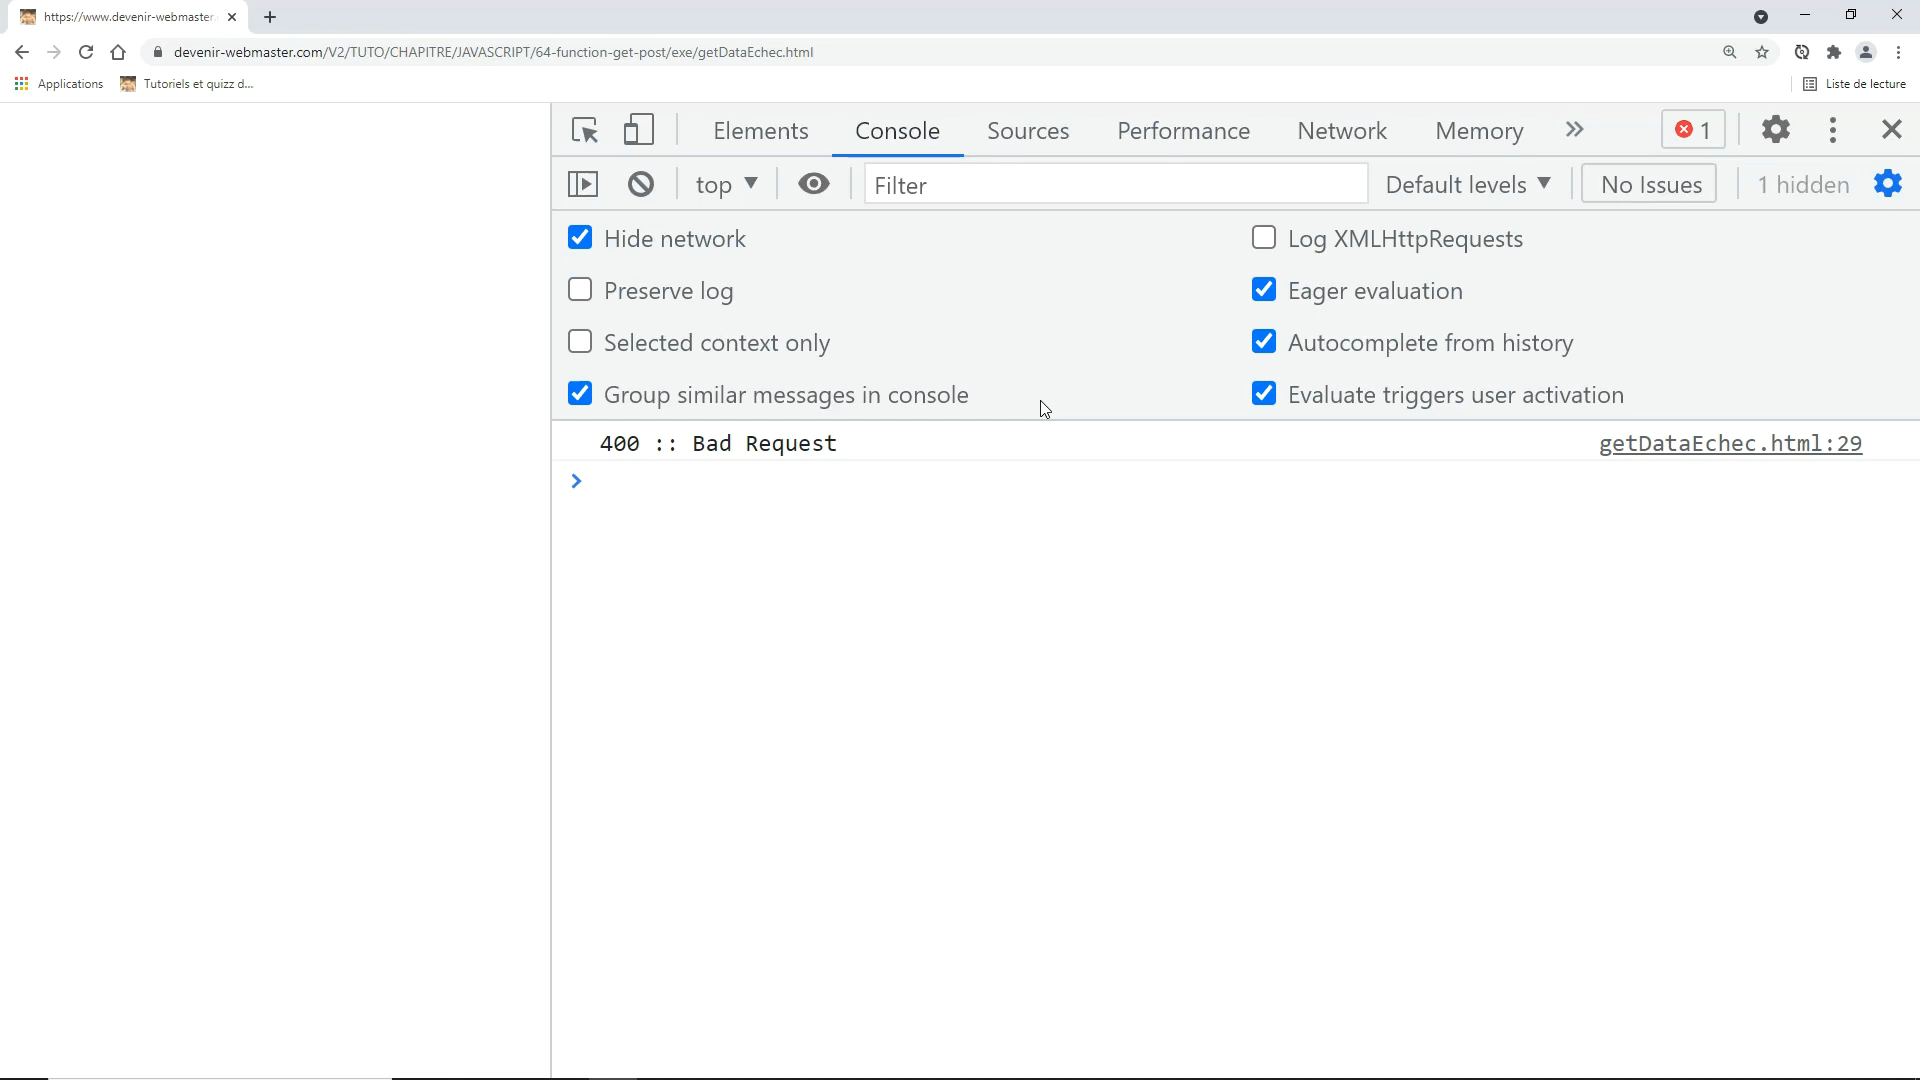 https://www.devenir-webmaster.
devenir-webmaster.com/V2/TUTO/CHAPITRE/JAVASCRIPT/64-function-get-post/exe/getDataEchec.html
Applications Tutoriels et quizz d... Liste de lecture
Elements Console Sources Performance Network Memory 1
top Filter Default levels No Issues 1 hidden
Hide network Log XMLHttpRequests
Preserve log Eager evaluation
Selected context only Autocomplete from history
Group similar messages in console Evaluate triggers user activation
400 :: Bad Request getDataEchec.html:29